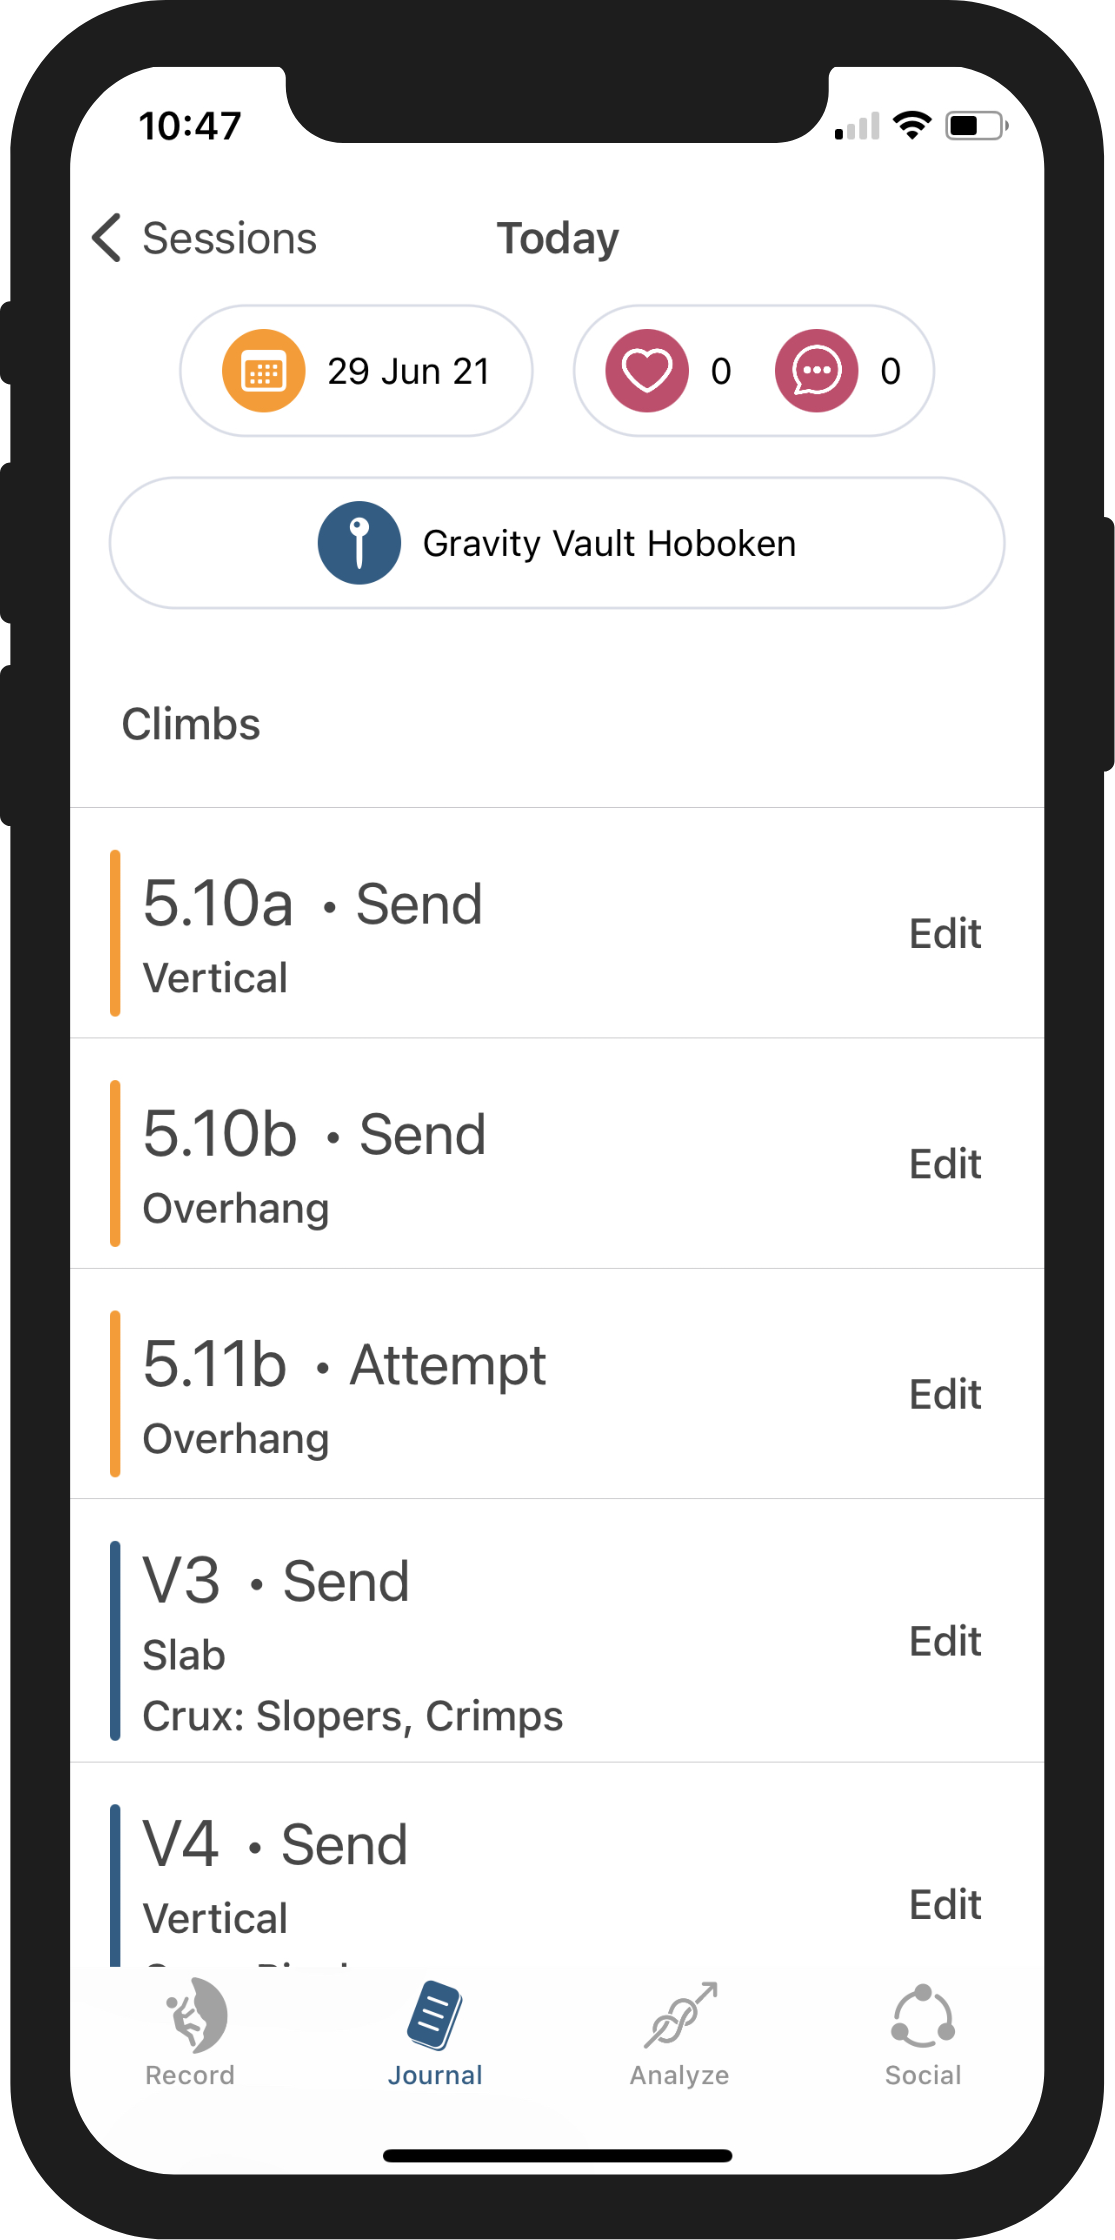 10:47
Sessions
Today
29 Jun 21
0
0
Gravity Vault Hoboken
Climbs
5.10a • Send
Vertical
Edit
5.10b • Send
Overhang
Edit
5.11b • Attempt
Overhang
Edit
V3 • Send
Slab
Crux: Slopers, Crimps
Edit
V4 • Send
Vertical
Edit
Record
Journal
Analyze
Social